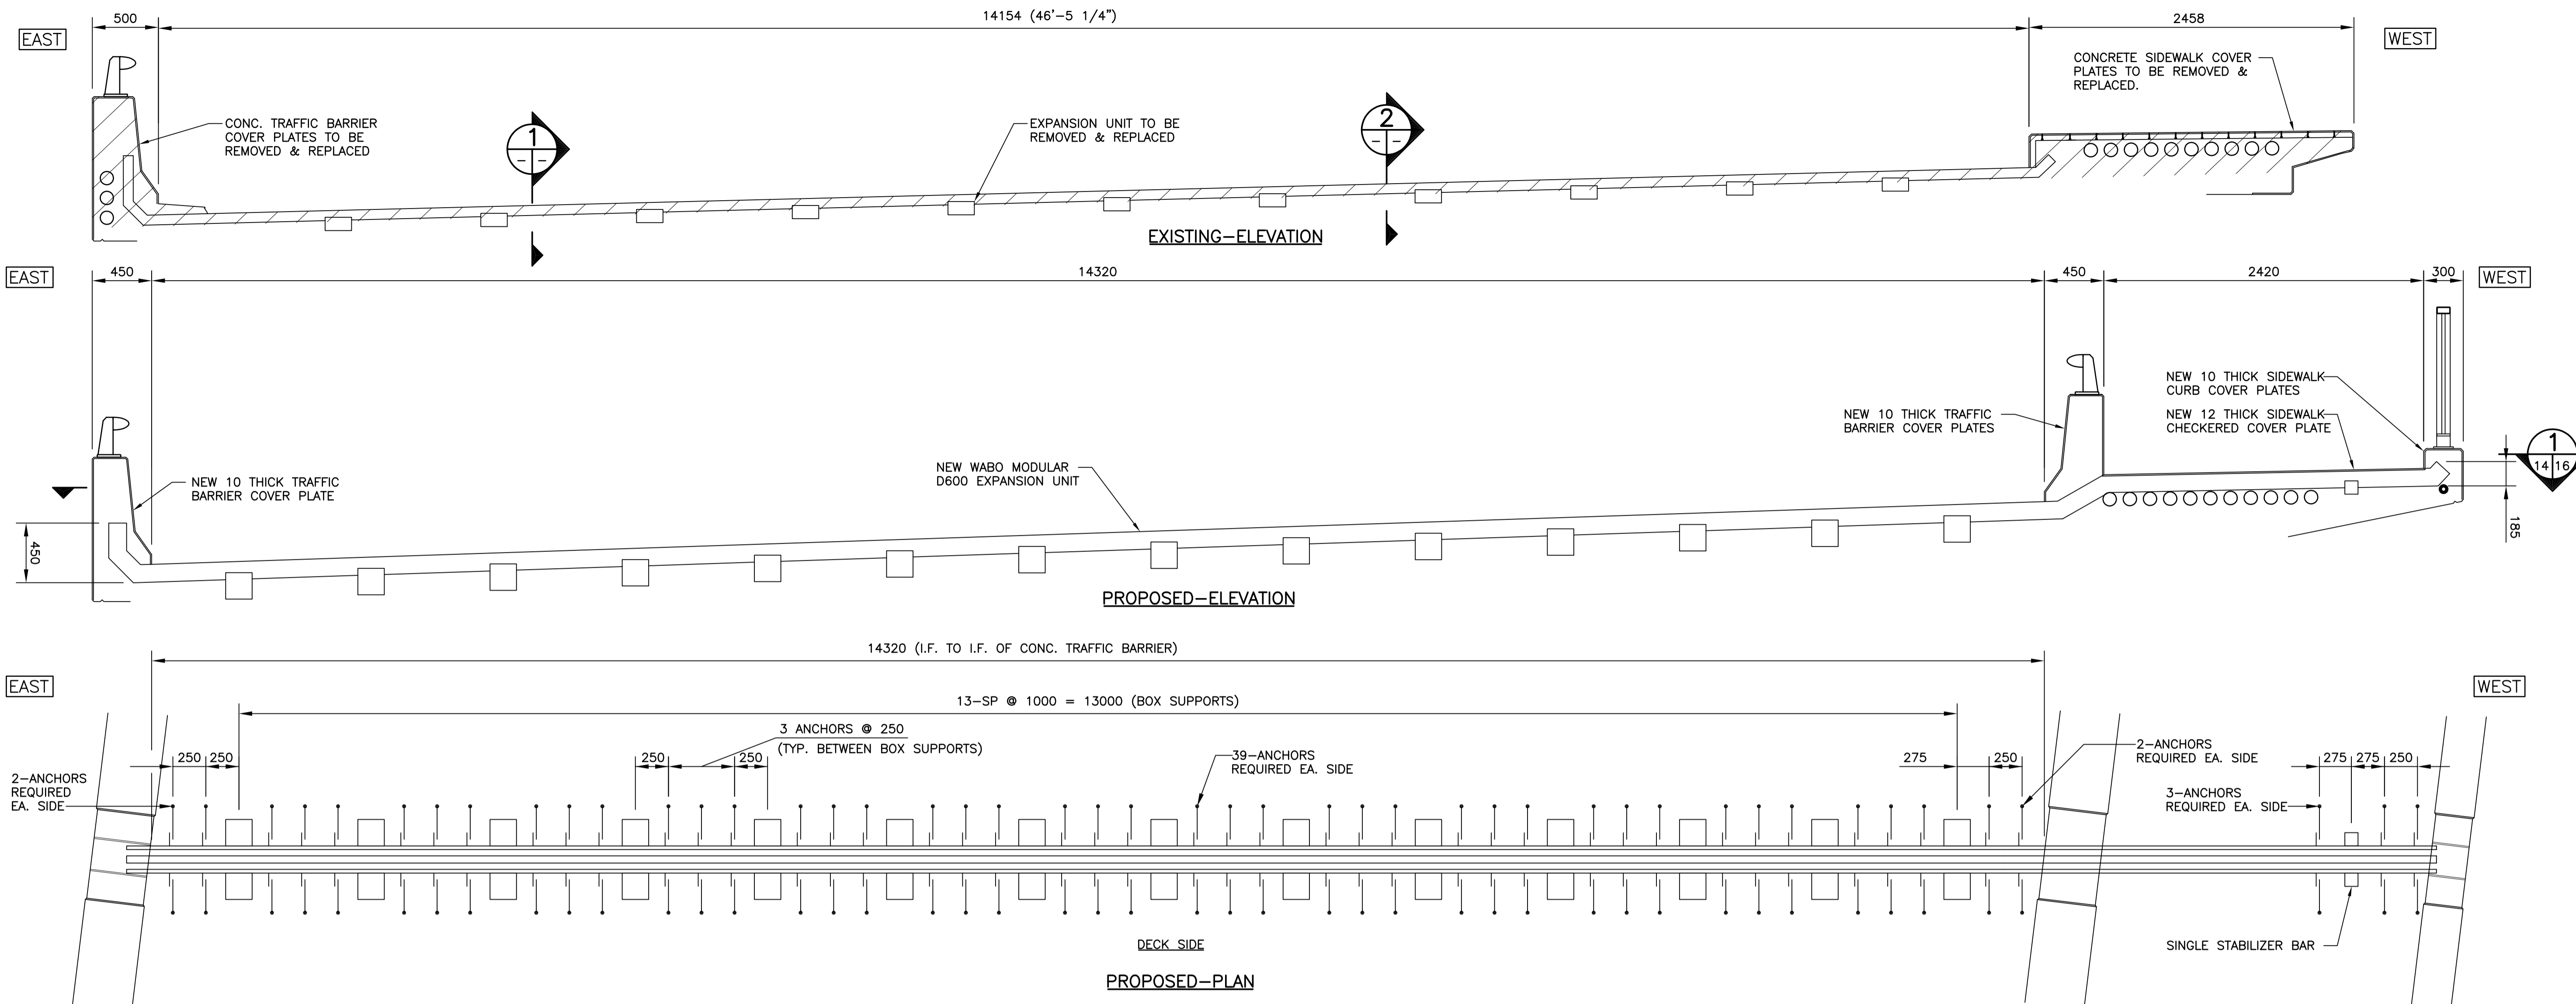 500
14154 (46'-5 1/4")
2458
EAST
WEST
CONCRETE SIDEWALK COVER
PLATES TO BE REMOVED &
REPLACED.
CONC. TRAFFIC BARRIER
COVER PLATES TO BE
REMOVED & REPLACED
1
- -
EXPANSION UNIT TO BE
REMOVED & REPLACED
2
- -
EXISTING-ELEVATION
EAST
450
14320
450
2420
300
WEST
NEW 10 THICK SIDEWALK
CURB COVER PLATES
NEW 12 THICK SIDEWALK
CHECKERED COVER PLATE
NEW 10 THICK TRAFFIC
BARRIER COVER PLATES
1
14 16
NEW WABO MODULAR
D600 EXPANSION UNIT
NEW 10 THICK TRAFFIC
BARRIER COVER PLATE
450
185
PROPOSED-ELEVATION
14320 (I.F. TO I.F. OF CONC. TRAFFIC BARRIER)
EAST
WEST
13-SP @ 1000 = 13000 (BOX SUPPORTS)
3 ANCHORS @ 250
(TYP. BETWEEN BOX SUPPORTS)
250
250
250
250
39-ANCHORS
REQUIRED EA. SIDE
275
250
2-ANCHORS
REQUIRED EA. SIDE
275
275
250
2-ANCHORS
REQUIRED
EA. SIDE
3-ANCHORS
REQUIRED EA. SIDE
DECK SIDE
SINGLE STABILIZER BAR
PROPOSED-PLAN